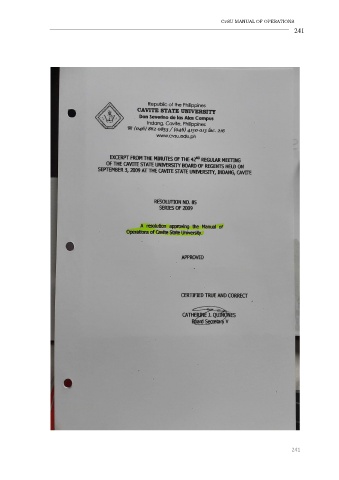 CvSU MANUAL OF OPERATIONS
241
Republic of the Philippines
CAVITE STATE UNIVERSITY
Don Severino de las Alas Campus
Indang, Cavite, Philippines
www.cvsu.edu.ph
EXCERPT FROM THE MINUTES OF THE 47TH REGULAR MEETING
OF THE CAVITE STATE UNIVERSITY BOARD OF REGENTS HELD ON
SEPTEMBER 3, 2009 AT THE CAVITE STATE UNIVERSITY, INDANG, CAVITE
RESOLUTION NO. 85
SERIES OF 2009
A resolution approving the Manual of
Operations of Cavite State University.
APPROVED
CERTIFIED TRUE AND CORRECT
CATHERINE J. QUIÑONES
Board Secretary V
241